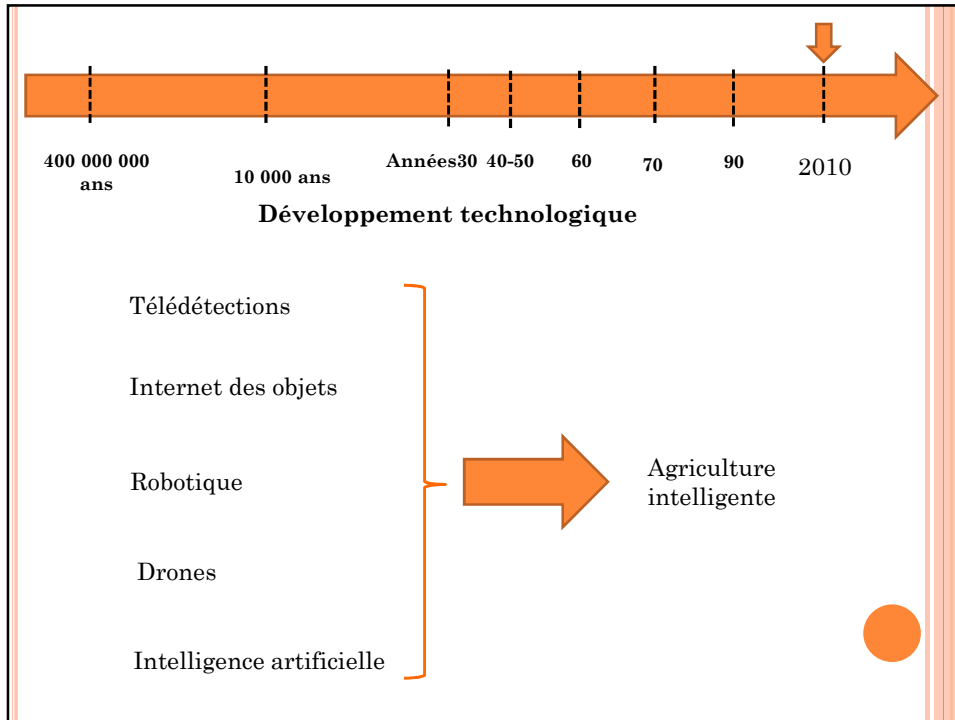 400 000 000
ans
10 000 ans
Années30
40-50
60
70
90
2010
Développement technologique
Télédétections
Internet des objets
Robotique
Drones
Intelligence artificielle
Agriculture
intelligente